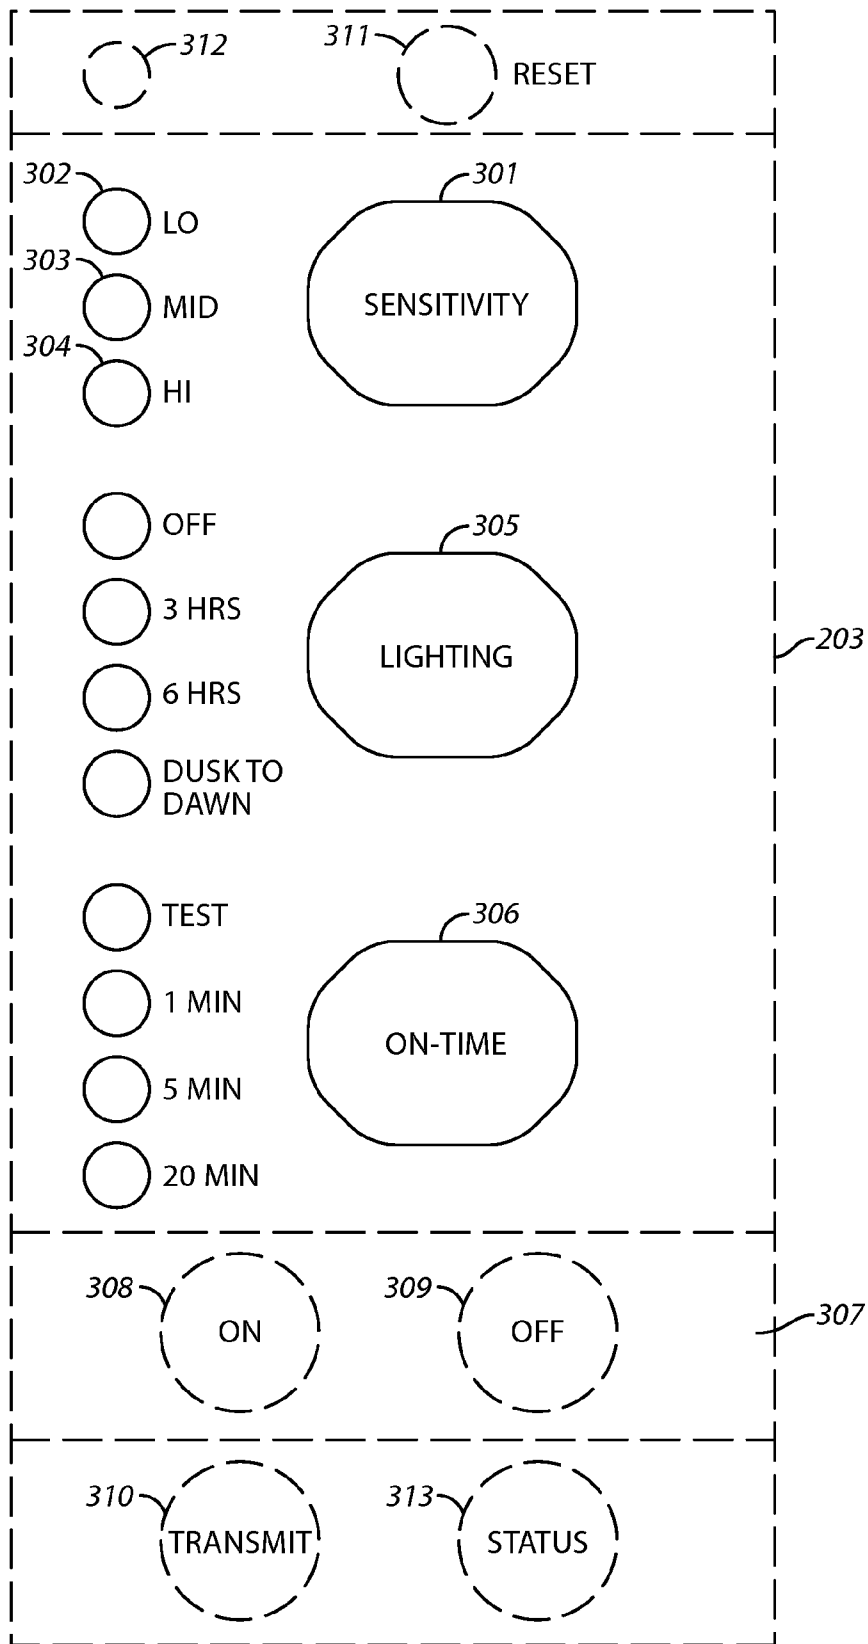 312
311
RESET
302
LO
301
303
MID
SENSITIVITY
304
HI
OFF
305
3 HRS
LIGHTING
203
6 HRS
DUSK TO
DAWN
TEST
306
1 MIN
ON-TIME
5 MIN
20 MIN
308
ON
309
OFF
307
310
TRANSMIT
313
STATUS